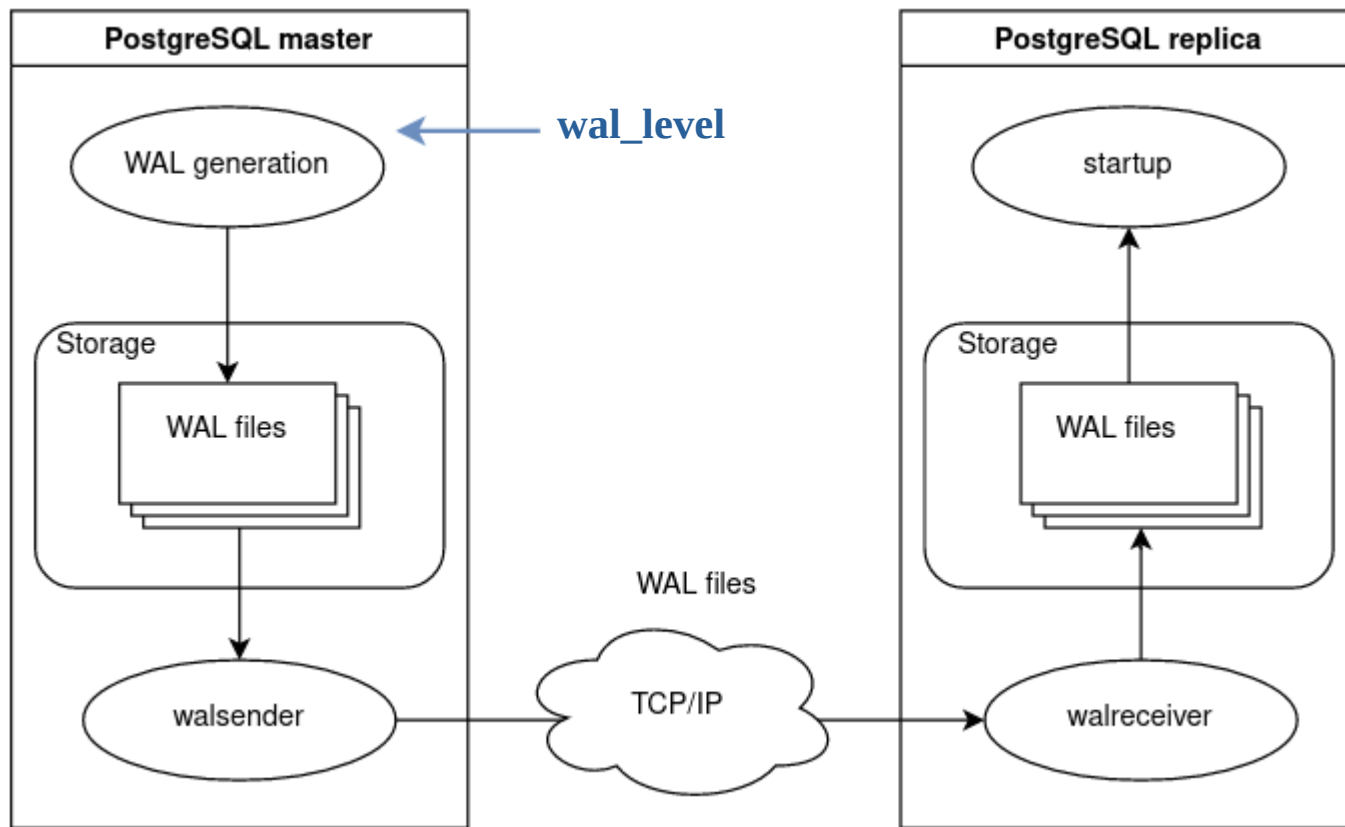 PostgreSQL master
WAL generation
wal_level
Storage
WAL files
walsender
WAL files
TCP/IP
PostgreSQL replica
startup
Storage
WAL files
walreceiver